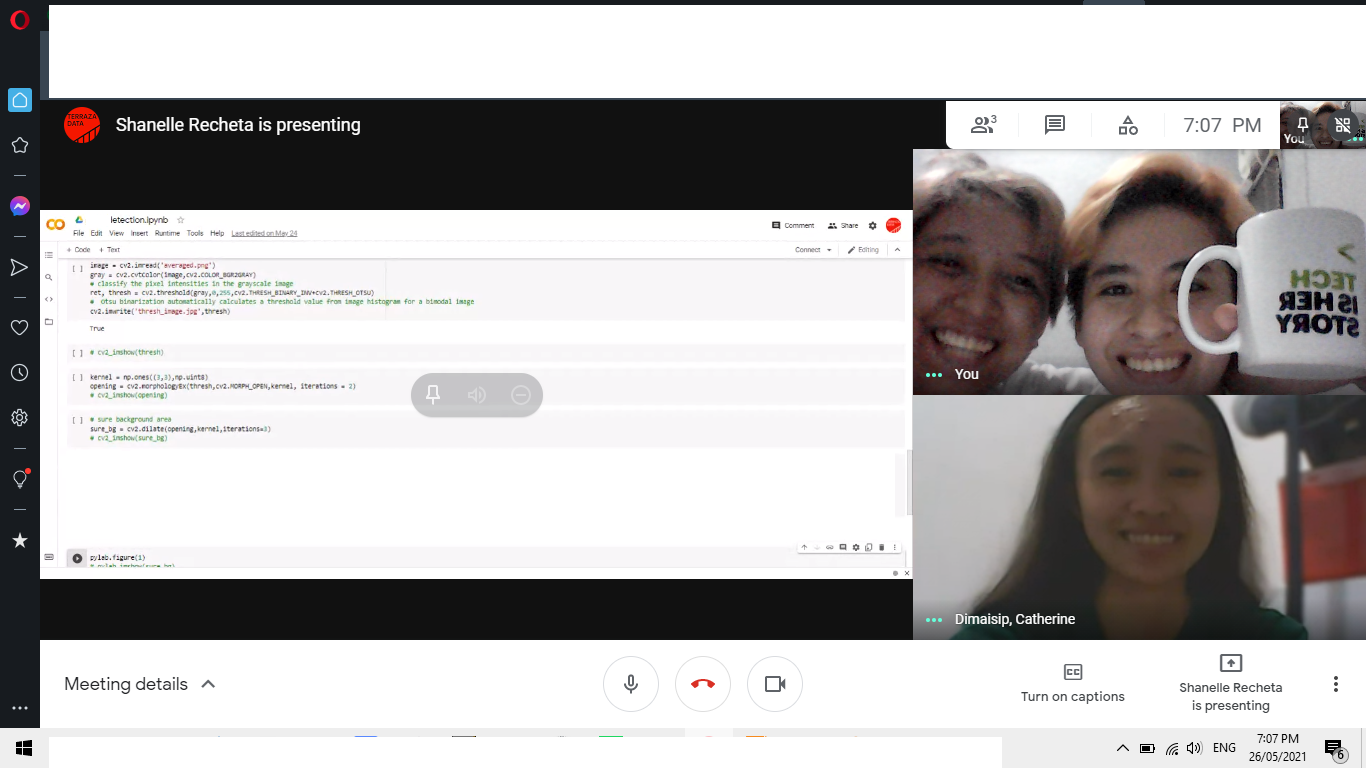 TERRAZA
DATA
Shanelle Recheta is presenting
3
7:07 PM
You
letection.ipynb
File Edit View Insert Runtime Tools Help Last edited on May 24
Comment Share
+ Code + Text
Connect Editing
[ ] image = cv2.imread('averaged.png')
gray = cv2.cvtColor(image,cv2.COLOR_BGR2GRAY)
# classify the pixel intensities in the grayscale image
ret, thresh = cv2.threshold(gray,0,255,cv2.THRESH_BINARY_INV+cv2.THRESH_OTSU)
# Otsu binarization automatically calculates a threshold value from image histogram for a bimodal image
cv2.imwrite('thresh_image.jpg',thresh)
True
[ ] # cv2_imshow(thresh)
[ ] kernel = np.ones((3,3),np.uint8)
opening = cv2.morphologyEx(thresh,cv2.MORPH_OPEN,kernel, iterations = 2)
# cv2_imshow(opening)
[ ] # sure background area
sure_bg = cv2.dilate(opening,kernel,iterations=3)
# cv2_imshow(sure_bg)
pylab.figure(1)
# pylab.imshow(sure_bg)
> TECH
IS HER
STORY
You
Dimaisip, Catherine
Meeting details
CC
Turn on captions
Shanelle Recheta
is presenting
ENG
7:07 PM
26/05/2021
6